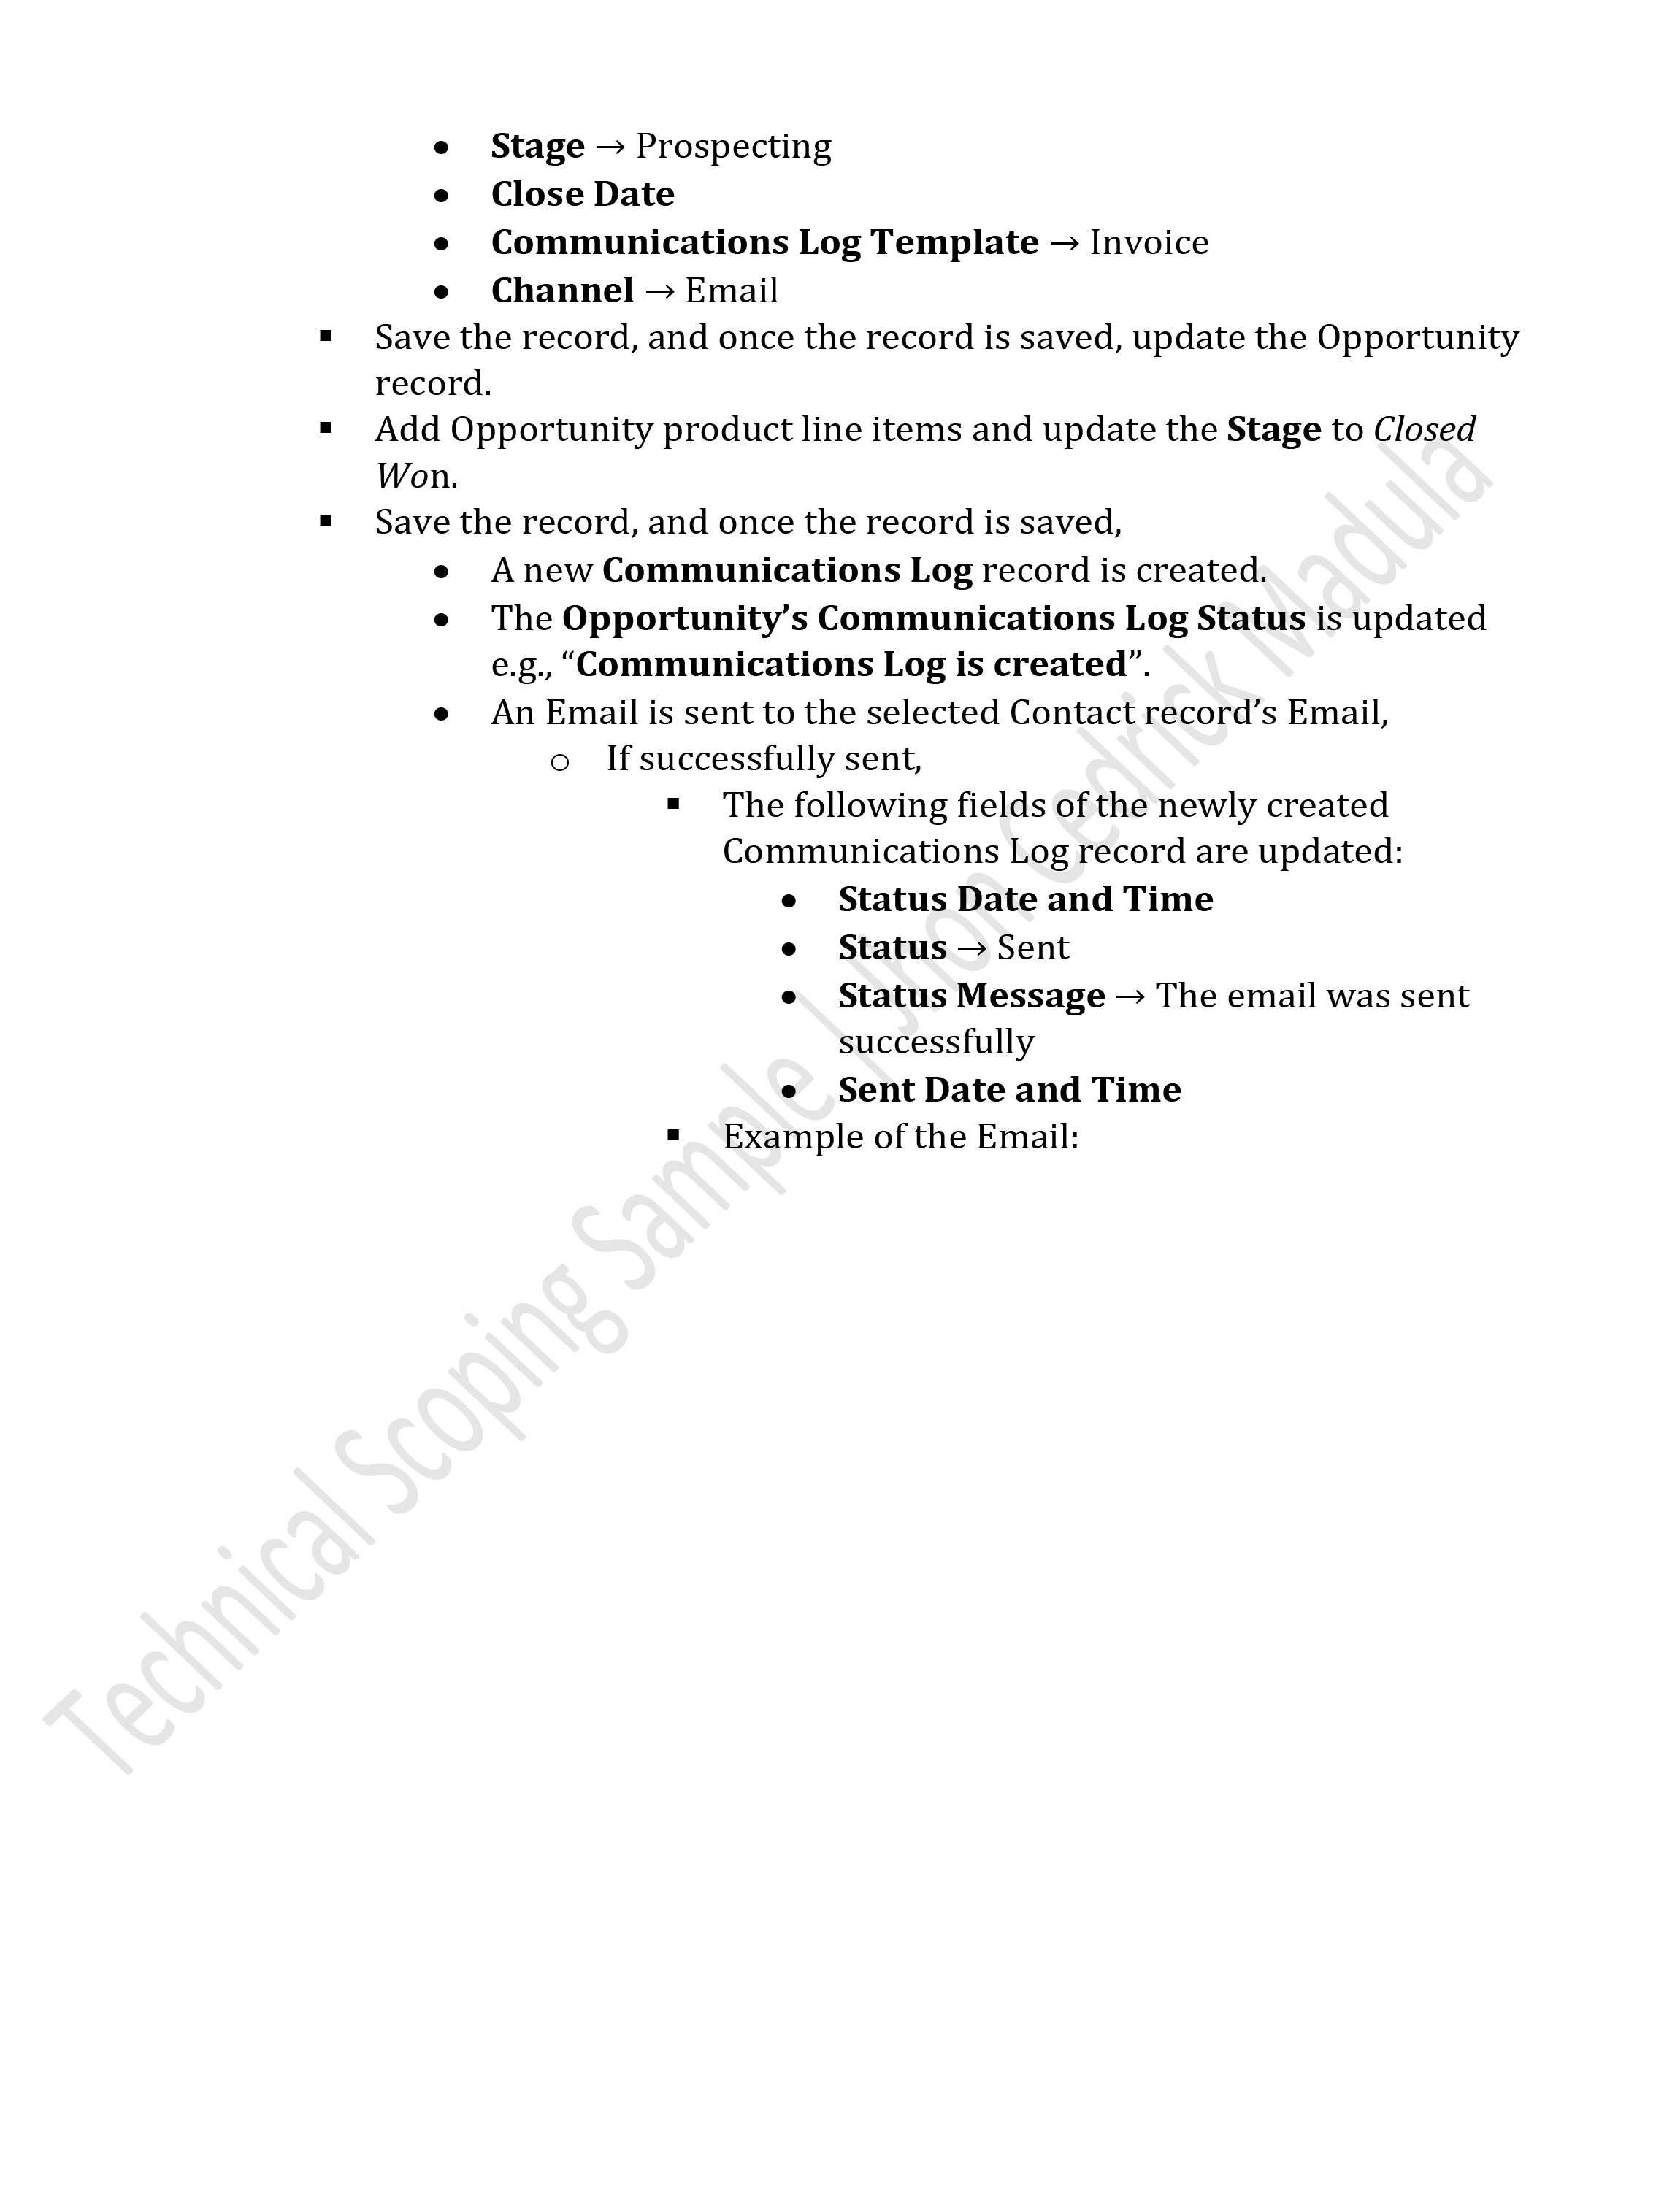 • Stage → Prospecting
• Close Date
• Communications Log Template → Invoice
• Channel → Email
▪ Save the record, and once the record is saved, update the Opportunity
record.
▪ Add Opportunity product line items and update the Stage to Closed
Won.
▪ Save the record, and once the record is saved,
• A new Communications Log record is created.
• The Opportunity’s Communications Log Status is updated
e.g., “Communications Log is created”.
• An Email is sent to the selected Contact record’s Email,
o If successfully sent,
▪ The following fields of the newly created
Communications Log record are updated:
• Status Date and Time
• Status → Sent
• Status Message → The email was sent
successfully
• Sent Date and Time
▪ Example of the Email:
Technical Scoping Sample | Jhon Cedrick Madula